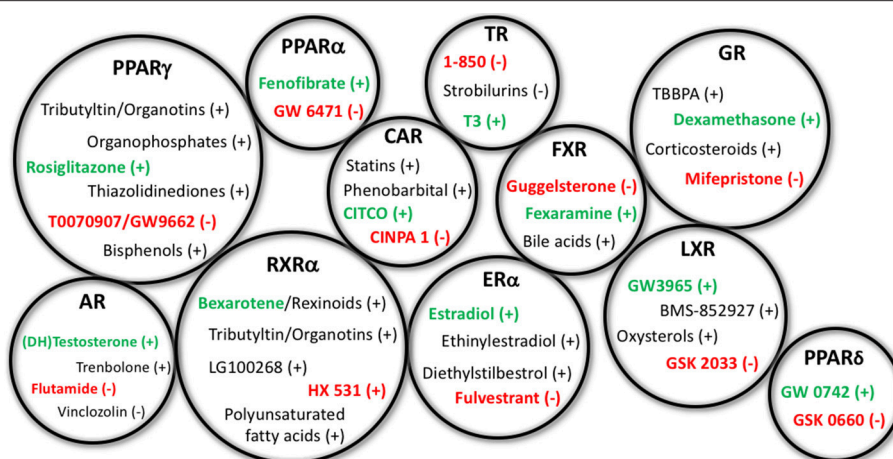 PPARγ
Tributyltin/Organotins (+)
Organophosphates (+)
Rosiglitazone (+)
Thiazolidinediones (+)
T0070907/GW9662 (-)
Bisphenols (+)
PPARα
Fenofibrate (+)
GW 6471 (-)
TR
1-850 (-)
Strobilurins (-)
T3 (+)
GR
TBBPA (+)
Dexamethasone (+)
Corticosteroids (+)
Mifepristone (-)
CAR
Statins (+)
Phenobarbital (+)
CITCO (+)
CINPA 1 (-)
FXR
Guggelsterone (-)
Fexaramine (+)
Bile acids (+)
AR
(DH)Testosterone (+)
Trenbolone (+)
Flutamide (-)
Vinclozolin (-)
RXRα
Bexarotene/Rexinoids (+)
Tributyltin/Organotins (+)
LG100268 (+)
HX 531 (+)
Polyunsaturated
fatty acids (+)
ERα
Estradiol (+)
Ethinylestradiol (+)
Diethylstilbestrol (+)
Fulvestrant (-)
LXR
GW3965 (+)
BMS-852927 (+)
Oxysterols (+)
GSK 2033 (-)
PPARδ
GW 0742 (+)
GSK 0660 (-)